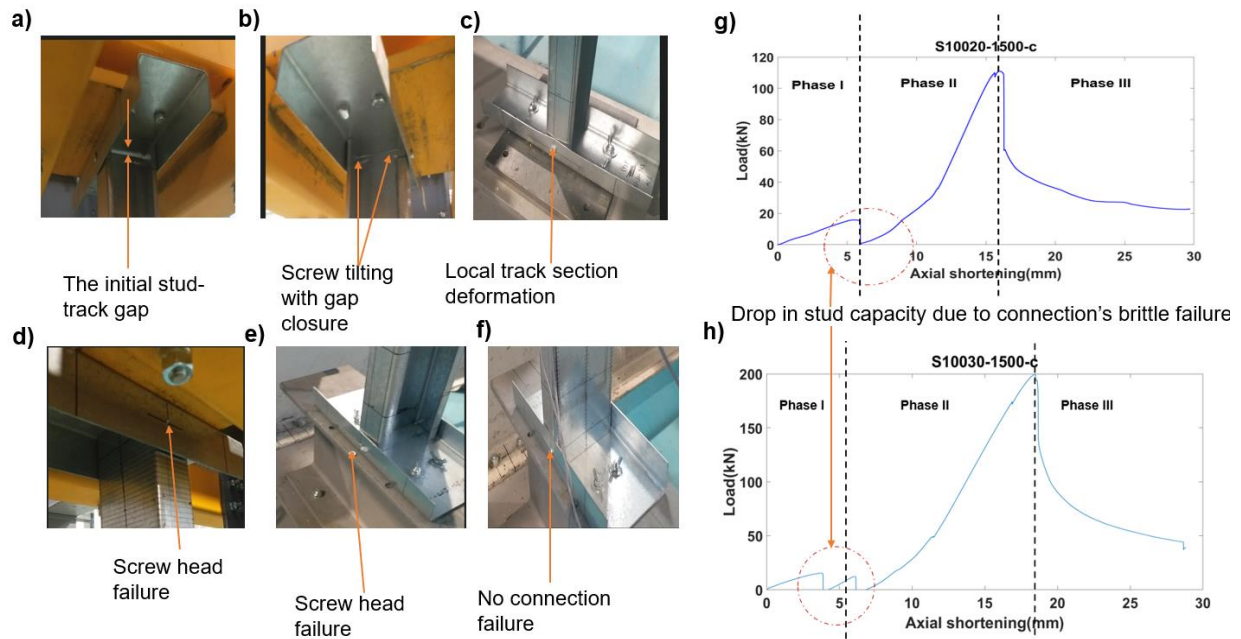 a)
b)
c)
The initial stud-
track gap
Screw tilting
with gap
closure
Local track section
deformation
d)
e)
f)
Screw head
failure
Screw head
failure
No connection
failure
g)
S10020-1500-c
Phase I
Phase II
Phase III
Load(kN)
120
100
80
60
40
20
0
0
5
10
15
20
25
30
Axial shortening(mm)
Drop in stud capacity due to connection's brittle failure
h)
S10030-1500-c
Phase I
Phase II
Phase III
Load(kN)
200
150
100
50
0
0
5
10
15
20
25
30
Axial shortening(mm)